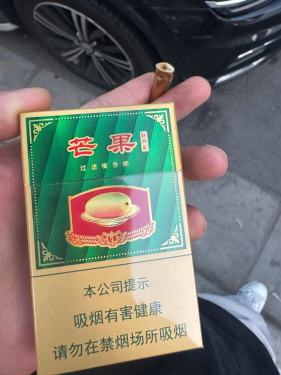 芒果
过滤嘴香烟
本公司提示
吸烟有害健康
请勿在禁烟场所吸烟